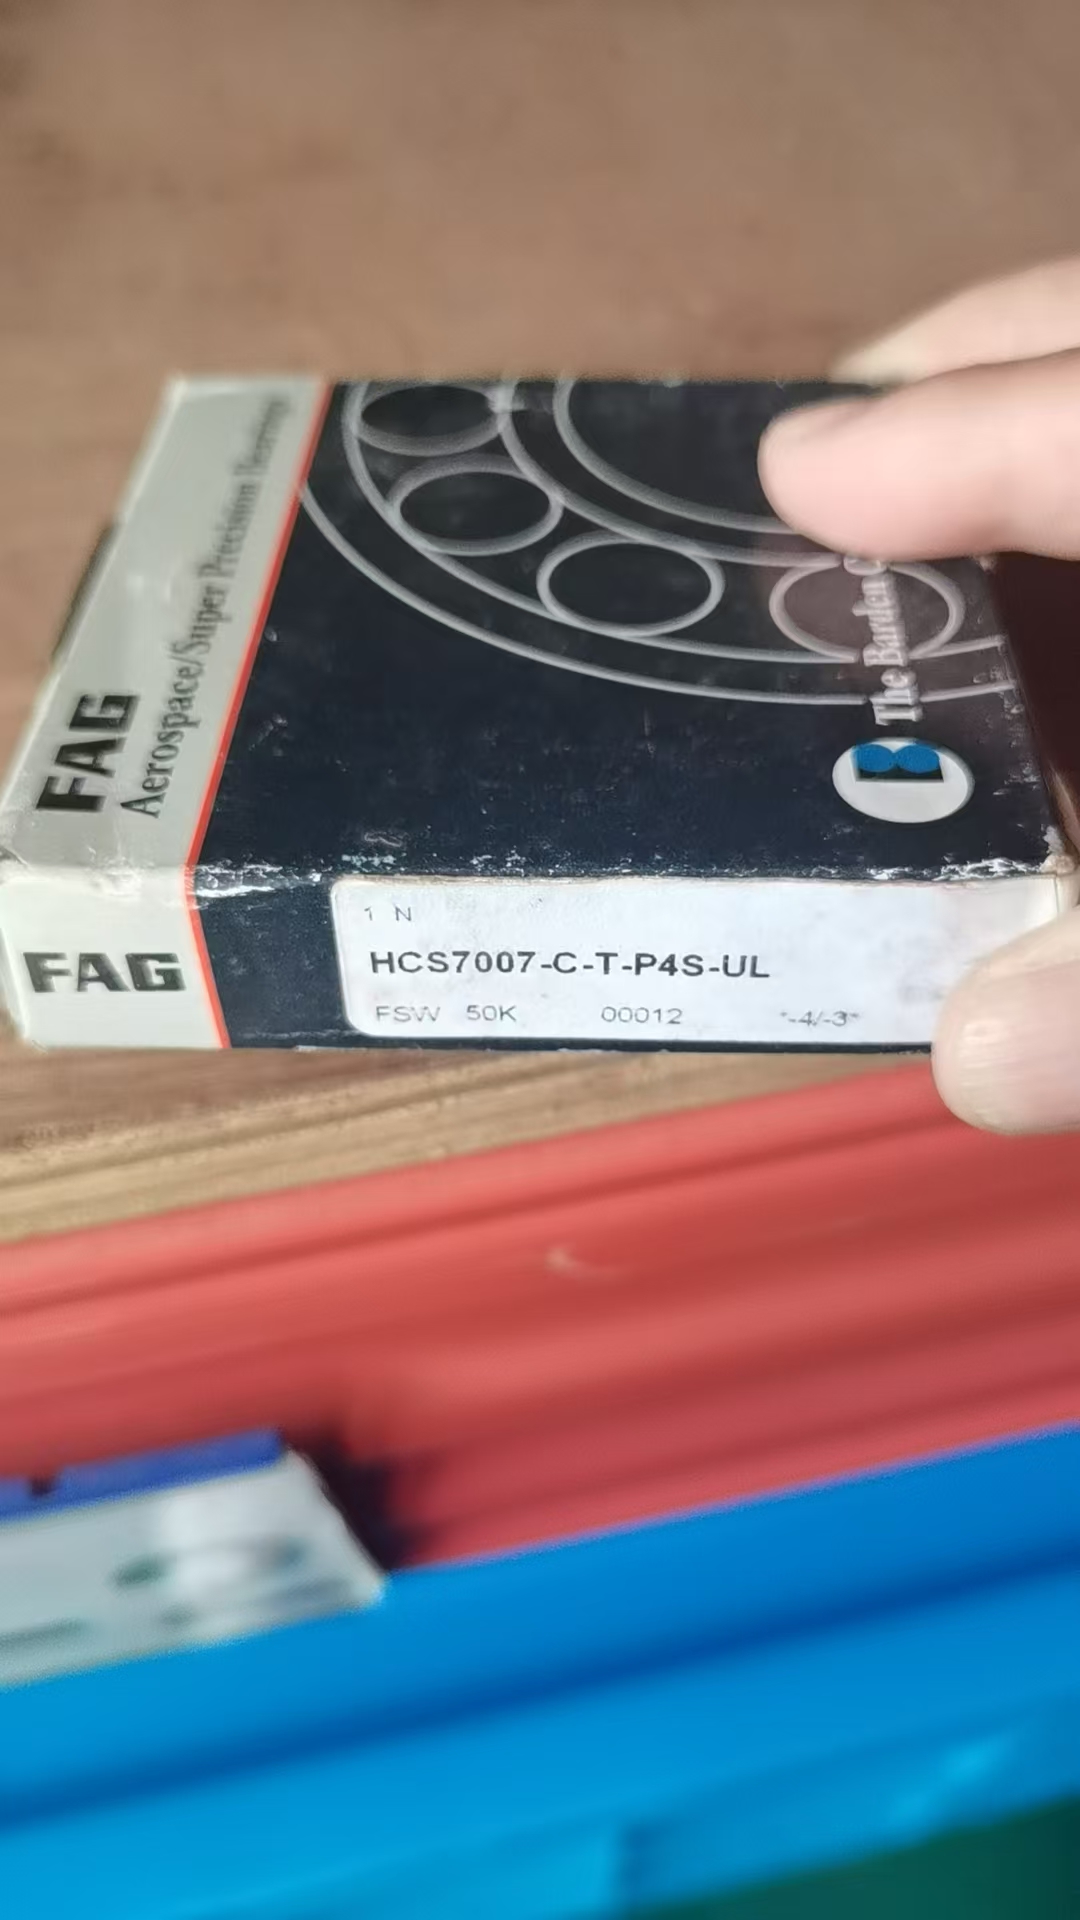 FAG
Aerospace/Super Precision Bearings
The Barden
B
FAG
1 N
HCS7007-C-T-P4S-UL
FSW 50K 00012 "-4/-3"